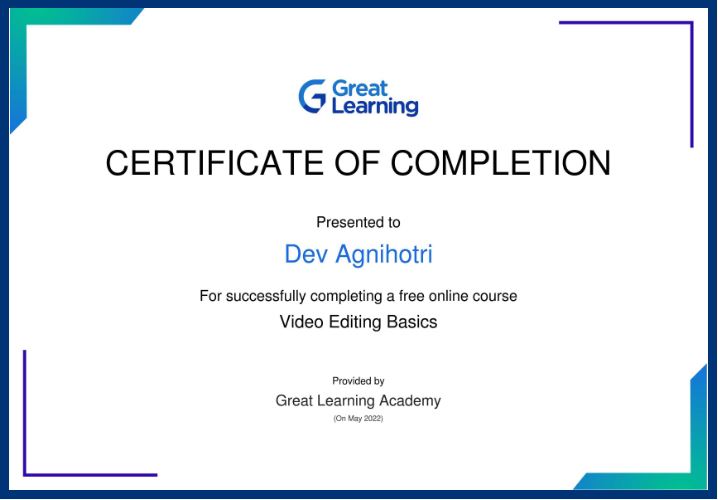 Great
Learning
CERTIFICATE OF COMPLETION
Presented to
Dev Agnihotri
For successfully completing a free online course
Video Editing Basics
Provided by
Great Learning Academy
(On May 2022)